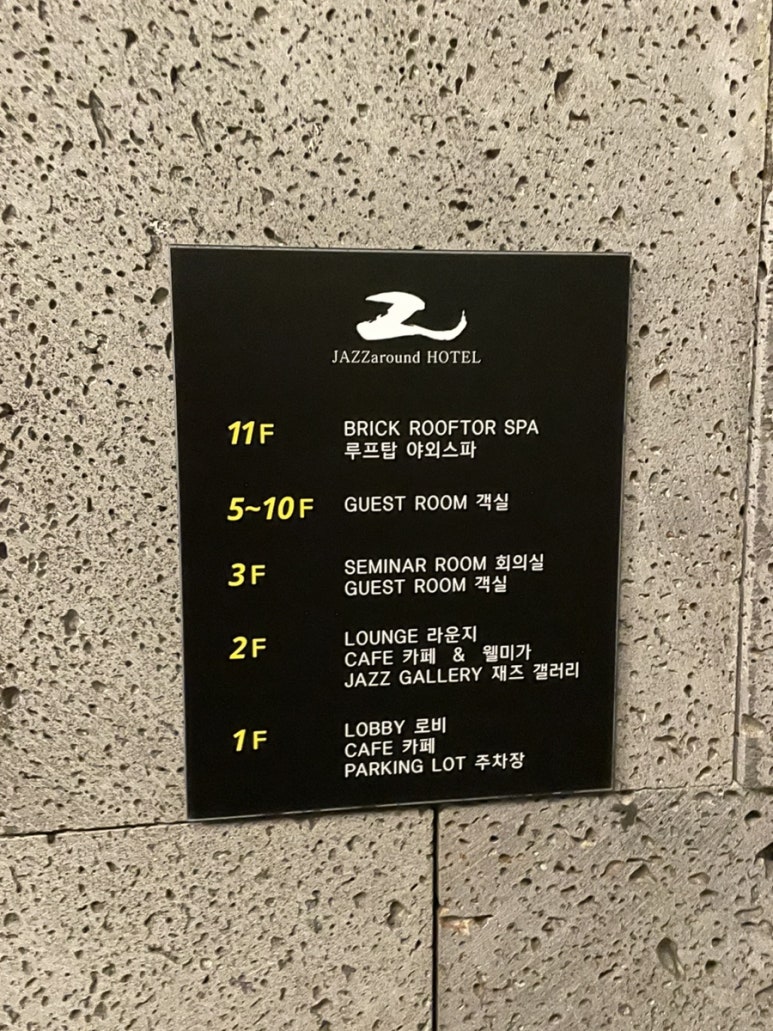 JAZZaround HOTEL
11F BRICK ROOFTOR SPA
루프탑 야외스파
5~10F GUEST ROOM 객실
3F SEMINAR ROOM 회의실
GUEST ROOM 객실
2F LOUNGE 라운지
CAFE 카페 & 웰미가
JAZZ GALLERY 재즈 갤러리
1F LOBBY 로비
CAFE 카페
PARKING LOT 주차장